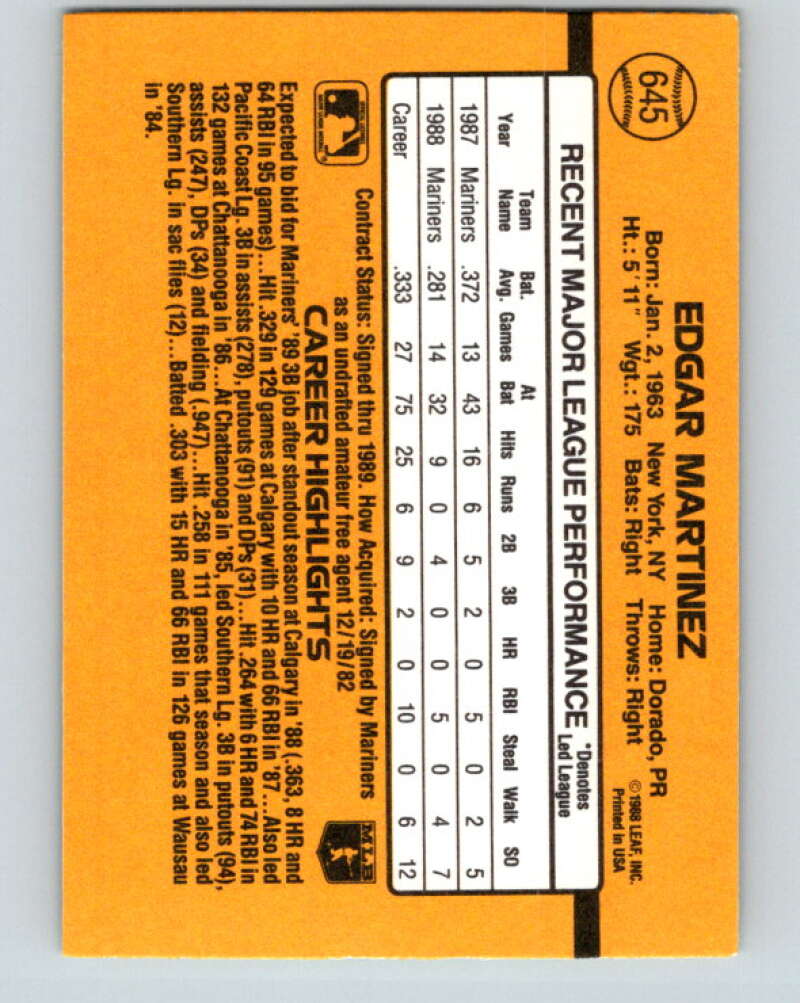 645
EDGAR MARTINEZ
Born: Jan. 2, 1963 New York, NY Home: Dorado, PR
Ht.: 5'11" Wgt.: 175 Bats: Right Throws: Right
© 1988 LEAF, INC.
Printed in USA
RECENT MAJOR LEAGUE PERFORMANCE *Denotes Led League
Year Team Name Bat. Avg. Games At Bat Hits Runs 2B 3B HR RBI Steal Walk SO
1987 Mariners .372 13 43 16 6 5 2 0 5 0 2 5
1988 Mariners .281 14 32 9 0 4 0 0 5 0 4 7
Career .333 27 75 25 6 9 2 0 10 0 6 12
Contract Status: Signed thru 1989. How Acquired: Signed by Mariners
as an undrafted amateur free agent 12/19/82
MLB
CAREER HIGHLIGHTS
Expected to bid for Mariners' '89 3B job after standout season at Calgary in '88 (.363, 8 HR and
64 RBI in 95 games)...Hit .329 in 129 games at Calgary with 10 HR and 66 RBI in '87...Also led
Pacific Coast Lg. 3B in assists (278), putouts (91) and DPs (31)...Hit .264 with 6 HR and 74 RBI in
132 games at Chattanooga in '86...At Chattanooga in '85, led Southern Lg. 3B in putouts (94),
assists (247), DPs (34) and fielding (.947)...Hit .258 in 111 games that season and also led
Southern Lg. in sac flies (12)...Batted .303 with 15 HR and 66 RBI in 126 games at Wausau
in '84.